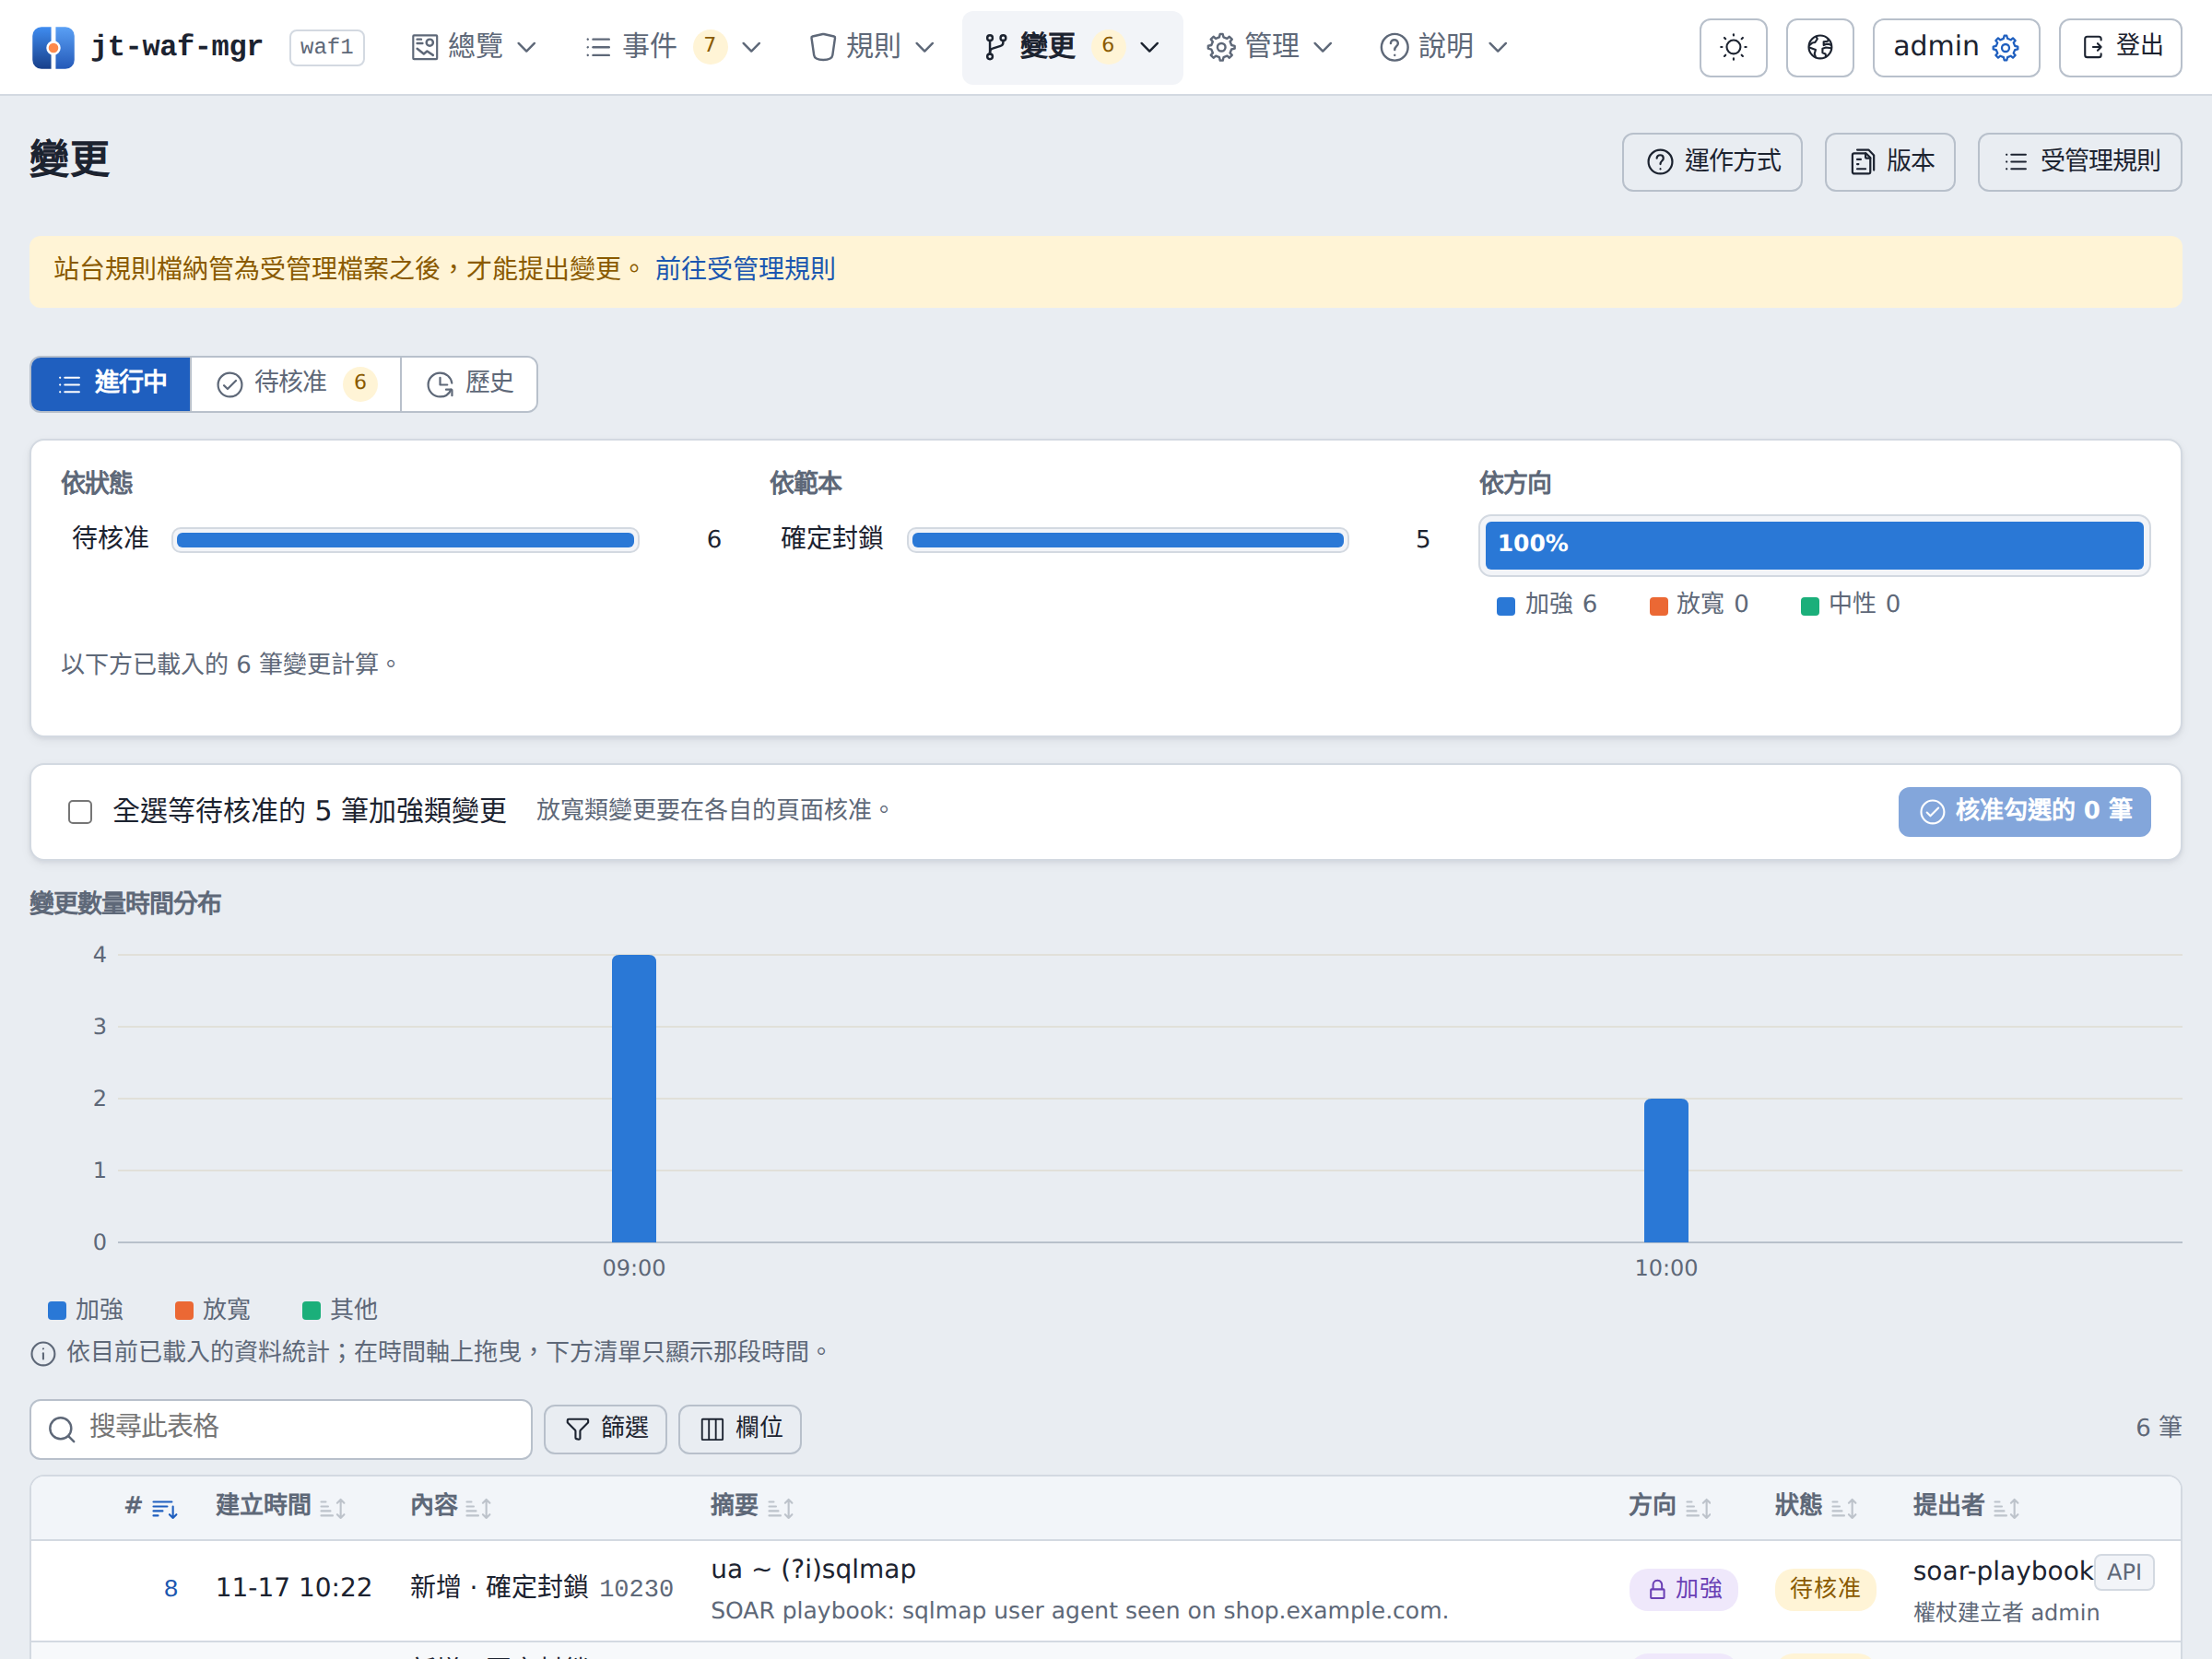 jt-waf-mgr waf1 總覽 事件 7 規則 變更 6 管理 說明 admin 登出
變更 運作方式 版本 受管理規則
站台規則檔納管為受管理檔案之後，才能提出變更。 前往受管理規則
進行中 待核准 6 歷史
依狀態 依範本 依方向
待核准 6 確定封鎖 5 100%
加強 6 放寬 0 中性 0
以下方已載入的 6 筆變更計算。
全選等待核准的 5 筆加強類變更 放寬類變更要在各自的頁面核准。 核准勾選的 0 筆
變更數量時間分布
4
3
2
1
0
09:00 10:00
加強 放寬 其他
依目前已載入的資料統計；在時間軸上拖曳，下方清單只顯示那段時間。
搜尋此表格 篩選 欄位 6 筆
# 建立時間 內容 摘要 方向 狀態 提出者
8 11-17 10:22 新增 · 確定封鎖 10230 ua ~ (?i)sqlmap 加強 待核准 soar-playbook API
SOAR playbook: sqlmap user agent seen on shop.example.com. 權杖建立者 admin